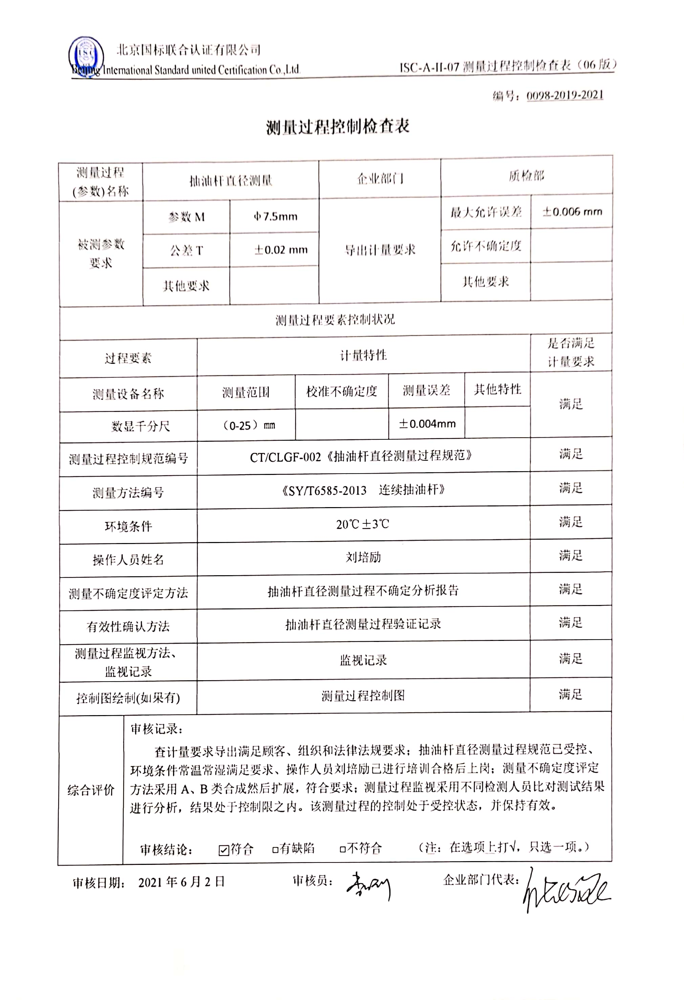 ISC
北京国标联合认证有限公司
Beijing International Standard united Certification Co.,Ltd.
ISC-A-II-07 测量过程控制检查表（06 版）
编号：0098-2019-2021
测量过程控制检查表
测量过程
(参数)名称
抽油杆直径测量
企业部门
质检部
被测参数
要求
参数 M
φ7.5mm
导出计量要求
最大允许误差
±0.006 mm
公差 T
±0.02 mm
允许不确定度
其他要求
其他要求
测量过程要素控制状况
过程要素
计量特性
是否满足
计量要求
测量设备名称
测量范围
校准不确定度
测量误差
其他特性
满足
数显千分尺
（0-25）mm
±0.004mm
测量过程控制规范编号
CT/CLGF-002《抽油杆直径测量过程规范》
满足
测量方法编号
《SY/T6585-2013 连续抽油杆》
满足
环境条件
20℃±3℃
满足
操作人员姓名
刘培励
满足
测量不确定度评定方法
抽油杆直径测量过程不确定分析报告
满足
有效性确认方法
抽油杆直径测量过程验证记录
满足
测量过程监视方法、
监视记录
监视记录
满足
控制图绘制(如果有)
测量过程控制图
满足
综合评价
审核记录：
查计量要求导出满足顾客、组织和法律法规要求；抽油杆直径测量过程规范已受控、
环境条件常温常湿满足要求、操作人员刘培励已进行培训合格后上岗；测量不确定度评定
方法采用 A、B 类合成然后扩展，符合要求；测量过程监视采用不同检测人员比对测试结果
进行分析，结果处于控制限之内。该测量过程的控制处于受控状态，并保持有效。
审核结论： ☑符合 □有缺陷 □不符合 （注：在选项上打√，只选一项。）
审核日期： 2021 年 6 月 2 日
审核员：
企业部门代表：